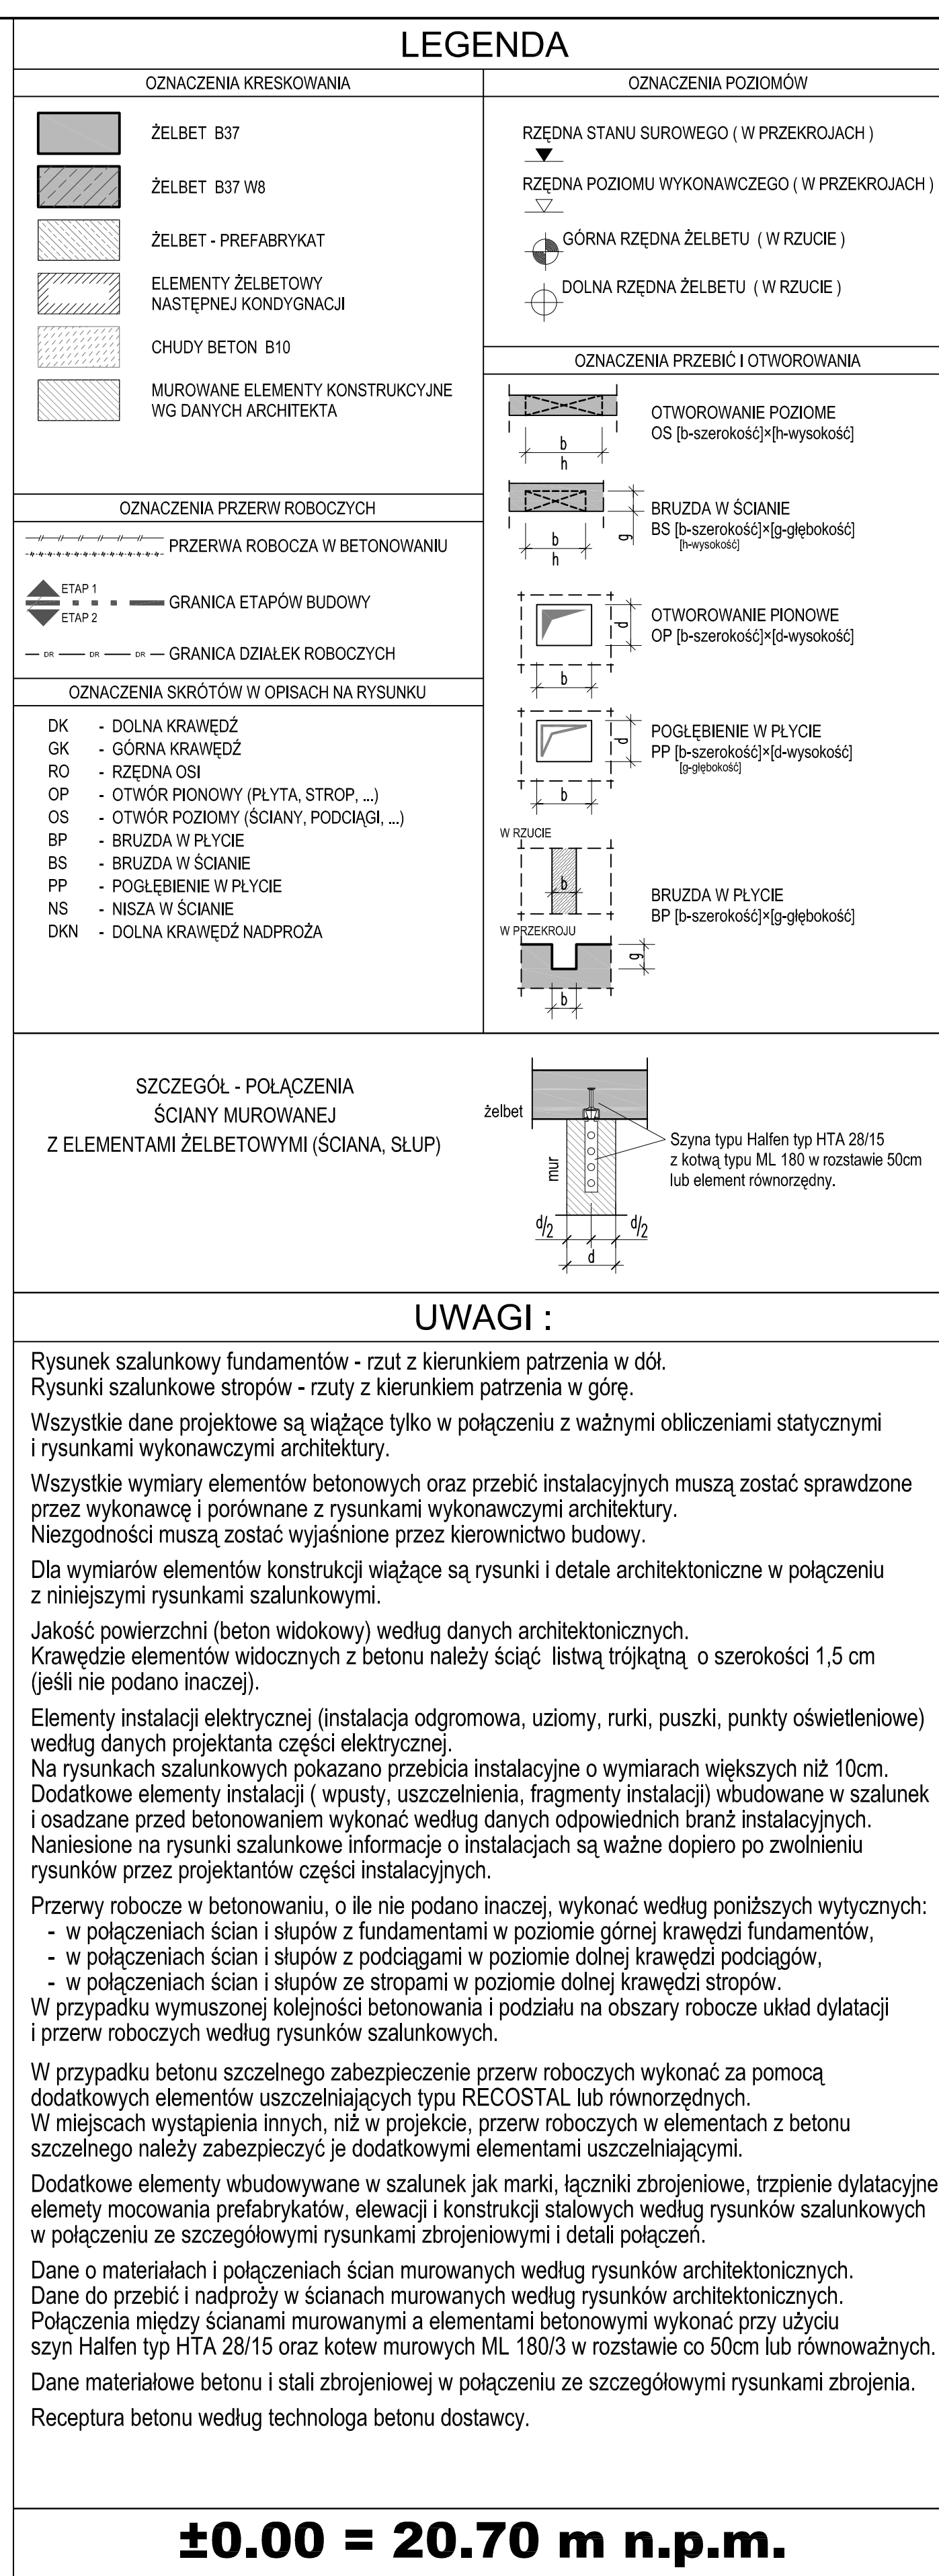 LEGENDA
OZNACZENIA KRESKOWANIA
ŻELBET B37
ŻELBET B37 W8
ŻELBET - PREFABRYKAT
ELEMENTY ŻELBETOWY
NASTĘPNEJ KONDYGNACJI
CHUDY BETON B10
MUROWANE ELEMENTY KONSTRUKCYJNE
WG DANYCH ARCHITEKTA
OZNACZENIA PRZERW ROBOCZYCH
PRZERWA ROBOCZA W BETONOWANIU
ETAP 1
GRANICA ETAPÓW BUDOWY
ETAP 2
DR DR DR GRANICA DZIAŁEK ROBOCZYCH
OZNACZENIA SKRÓTÓW W OPISACH NA RYSUNKU
DK - DOLNA KRAWĘDŹ
GK - GÓRNA KRAWĘDŹ
RO - RZĘDNA OSI
OP - OTWÓR PIONOWY (PŁYTA, STROP, ...)
OS - OTWÓR POZIOMY (ŚCIANY, PODCIĄGI, ...)
BP - BRUZDA W PŁYCIE
BS - BRUZDA W ŚCIANIE
PP - POGŁĘBIENIE W PŁYCIE
NS - NISZA W ŚCIANIE
DKN - DOLNA KRAWĘDŹ NADPROŻA
OZNACZENIA POZIOMÓW
RZĘDNA STANU SUROWEGO ( W PRZEKROJACH )
RZĘDNA POZIOMU WYKONAWCZEGO ( W PRZEKROJACH )
GÓRNA RZĘDNA ŻELBETU ( W RZUCIE )
DOLNA RZĘDNA ŻELBETU ( W RZUCIE )
OZNACZENIA PRZEBIĆ I OTWOROWANIA
OTWOROWANIE POZIOME
OS [b-szerokość]×[h-wysokość]
b
h
BRUZDA W ŚCIANIE
BS [b-szerokość]×[g-głębokość]
[h-wysokość]
g
b
h
OTWOROWANIE PIONOWE
OP [b-szerokość]×[d-wysokość]
d
b
POGŁĘBIENIE W PŁYCIE
PP [b-szerokość]×[d-wysokość]
[g-głębokość]
d
b
W RZUCIE
b
BRUZDA W PŁYCIE
BP [b-szerokość]×[g-głębokość]
W PRZEKROJU
g
b
SZCZEGÓŁ - POŁĄCZENIA
ŚCIANY MUROWANEJ
Z ELEMENTAMI ŻELBETOWYMI (ŚCIANA, SŁUP)
żelbet
mur
Szyna typu Halfen typ HTA 28/15
z kotwą typu ML 180 w rozstawie 50cm
lub element równorzędny.
d/2 d/2
d
UWAGI :
Rysunek szalunkowy fundamentów - rzut z kierunkiem patrzenia w dół.
Rysunki szalunkowe stropów - rzuty z kierunkiem patrzenia w górę.
Wszystkie dane projektowe są wiążące tylko w połączeniu z ważnymi obliczeniami statycznymi
i rysunkami wykonawczymi architektury.
Wszystkie wymiary elementów betonowych oraz przebić instalacyjnych muszą zostać sprawdzone
przez wykonawcę i porównane z rysunkami wykonawczymi architektury.
Niezgodności muszą zostać wyjaśnione przez kierownictwo budowy.
Dla wymiarów elementów konstrukcji wiążące są rysunki i detale architektoniczne w połączeniu
z niniejszymi rysunkami szalunkowymi.
Jakość powierzchni (beton widokowy) według danych architektonicznych.
Krawędzie elementów widocznych z betonu należy ściąć listwą trójkątną o szerokości 1,5 cm
(jeśli nie podano inaczej).
Elementy instalacji elektrycznej (instalacja odgromowa, uziomy, rurki, puszki, punkty oświetleniowe)
według danych projektanta części elektrycznej.
Na rysunkach szalunkowych pokazano przebicia instalacyjne o wymiarach większych niż 10cm.
Dodatkowe elementy instalacji ( wpusty, uszczelnienia, fragmenty instalacji) wbudowane w szalunek
i osadzane przed betonowaniem wykonać według danych odpowiednich branż instalacyjnych.
Naniesione na rysunki szalunkowe informacje o instalacjach są ważne dopiero po zwolnieniu
rysunków przez projektantów części instalacyjnych.
Przerwy robocze w betonowaniu, o ile nie podano inaczej, wykonać według poniższych wytycznych:
- w połączeniach ścian i słupów z fundamentami w poziomie górnej krawędzi fundamentów,
- w połączeniach ścian i słupów z podciągami w poziomie dolnej krawędzi podciągów,
- w połączeniach ścian i słupów ze stropami w poziomie dolnej krawędzi stropów.
W przypadku wymuszonej kolejności betonowania i podziału na obszary robocze układ dylatacji
i przerw roboczych według rysunków szalunkowych.
W przypadku betonu szczelnego zabezpieczenie przerw roboczych wykonać za pomocą
dodatkowych elementów uszczelniających typu RECOSTAL lub równorzędnych.
W miejscach wystąpienia innych, niż w projekcie, przerw roboczych w elementach z betonu
szczelnego należy zabezpieczyć je dodatkowymi elementami uszczelniającymi.
Dodatkowe elementy wbudowywane w szalunek jak marki, łączniki zbrojeniowe, trzpienie dylatacyjne
elemety mocowania prefabrykatów, elewacji i konstrukcji stalowych według rysunków szalunkowych
w połączeniu ze szczegółowymi rysunkami zbrojeniowymi i detali połączeń.
Dane o materiałach i połączeniach ścian murowanych według rysunków architektonicznych.
Dane do przebić i nadproży w ścianach murowanych według rysunków architektonicznych.
Połączenia między ścianami murowanymi a elementami betonowymi wykonać przy użyciu
szyn Halfen typ HTA 28/15 oraz kotew murowych ML 180/3 w rozstawie co 50cm lub równoważnych.
Dane materiałowe betonu i stali zbrojeniowej w połączeniu ze szczegółowymi rysunkami zbrojenia.
Receptura betonu według technologa betonu dostawcy.
±0.00 = 20.70 m n.p.m.